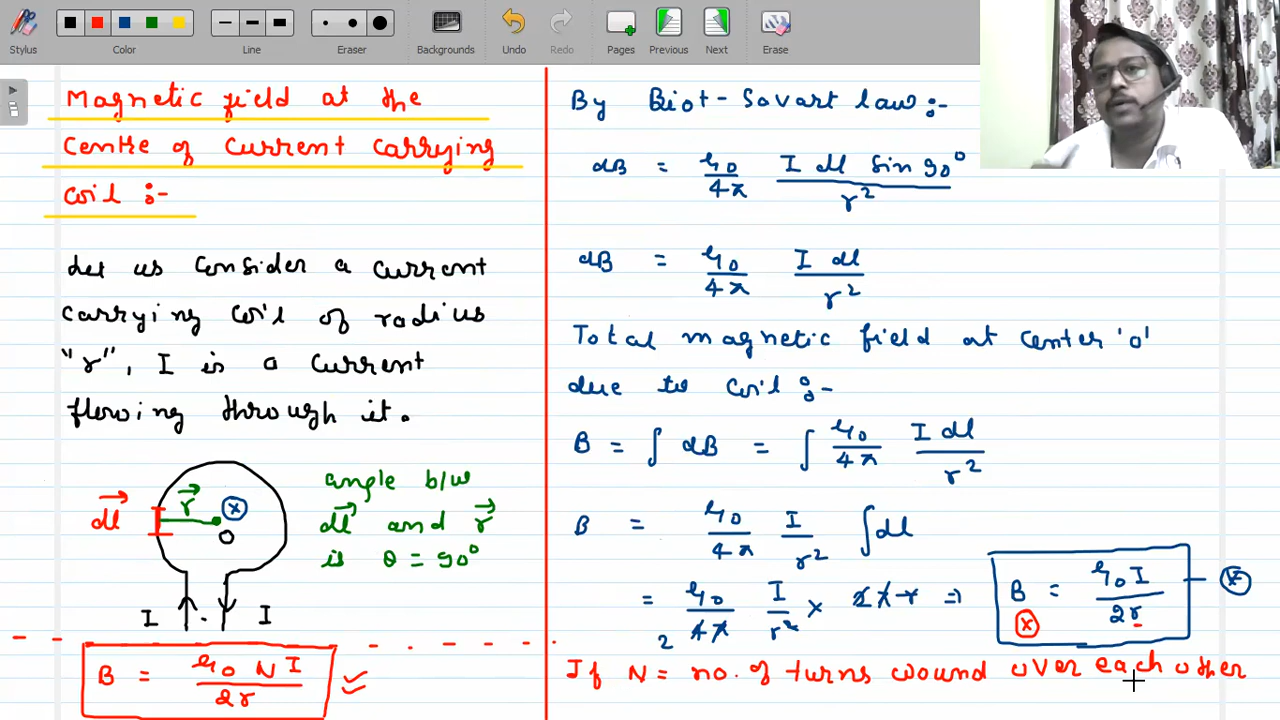 Stylus Color Line Eraser Backgrounds Undo Redo Pages Previous Next Erase
Magnetic field at the
Centre of Current Carrying
Coil :-
Let us Consider a Current
Carrying Coil of radius
"r", I is a Current
flowing through it.
dl r ⊗ O
I I
angle b/w
dl and r
is θ = 90°
B = μ0 N I / 2r
By Biot-Savart law :-
dB = μ0/4π I dl Sin 90°/r²
dB = μ0/4π I dl/r²
Total magnetic field at Center 'O'
due to Coil :-
B = ∫ dB = ∫ μ0/4π I dl/r²
B = μ0/4π I/r² ∫dl
= μ0/4π I/r² × 2πr ⇒ B = μ0 I/2r
2
⊗
If N = no. of turns wound over each other